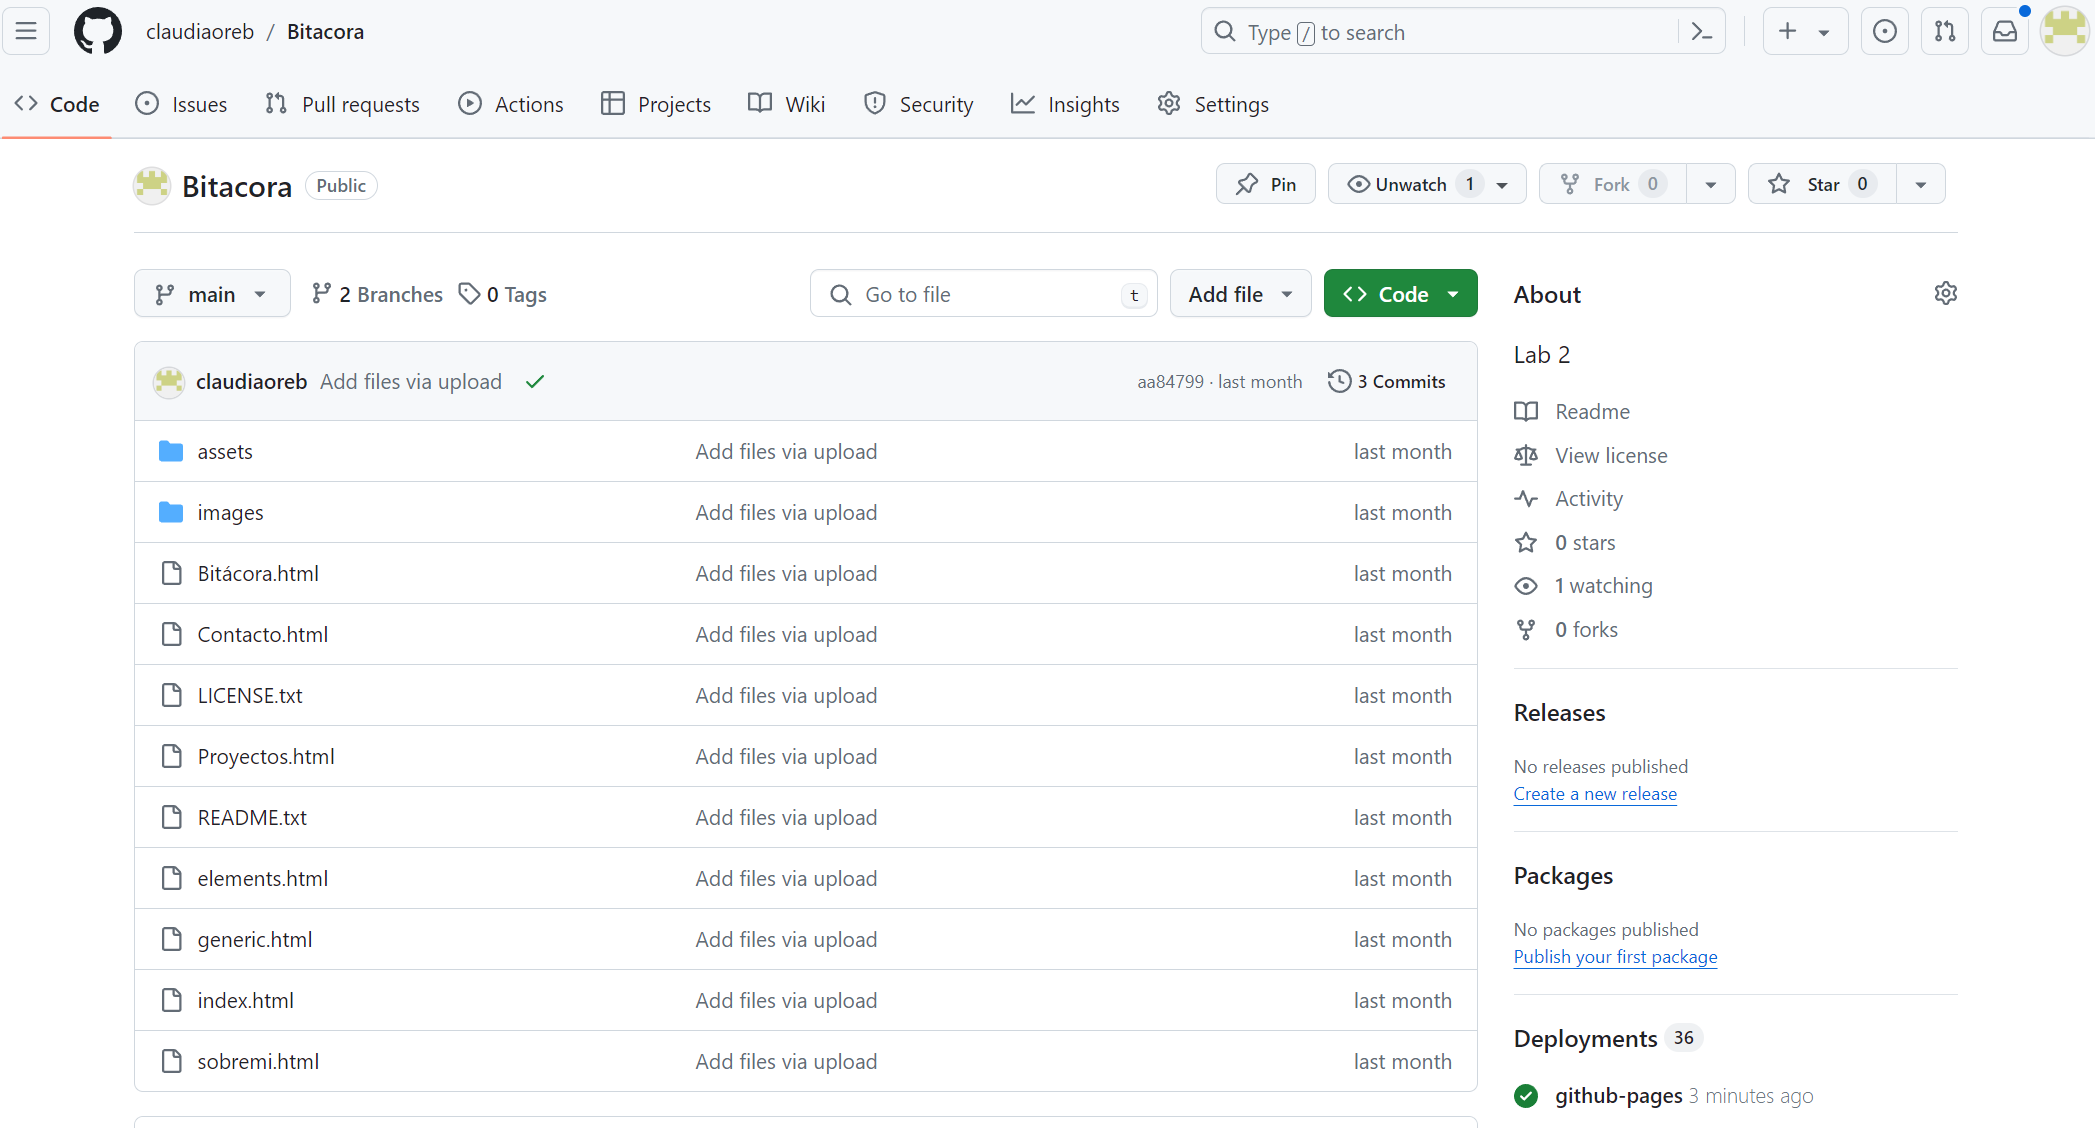 claudiaoreb / Bitacora
Type / to search
Code Issues Pull requests Actions Projects Wiki Security Insights Settings
Bitacora Public
Pin Unwatch 1 Fork 0 Star 0
main 2 Branches 0 Tags Go to file t Add file Code
claudiaoreb Add files via upload aa84799 · last month 3 Commits
assets Add files via upload last month
images Add files via upload last month
Bitácora.html Add files via upload last month
Contacto.html Add files via upload last month
LICENSE.txt Add files via upload last month
Proyectos.html Add files via upload last month
README.txt Add files via upload last month
elements.html Add files via upload last month
generic.html Add files via upload last month
index.html Add files via upload last month
sobremi.html Add files via upload last month
About
Lab 2
Readme
View license
Activity
0 stars
1 watching
0 forks
Releases
No releases published
Create a new release
Packages
No packages published
Publish your first package
Deployments 36
github-pages 3 minutes ago